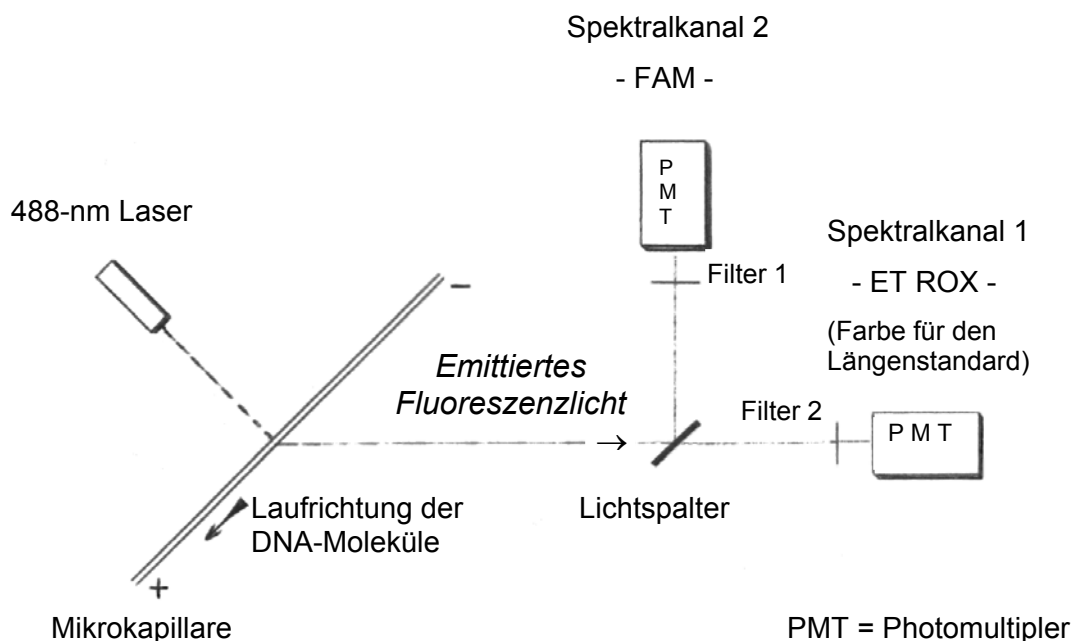 Spektralkanal 2
- FAM -
P
M
T
488-nm Laser
Spektralkanal 1
Filter 1
- ET ROX -
(Farbe für den
Längenstandard)
–
Emittiertes
Fluoreszenzlicht
Filter 2
→
P M T
Laufrichtung der
DNA-Moleküle
Lichtspalter
+
Mikrokapillare
PMT = Photomultipler